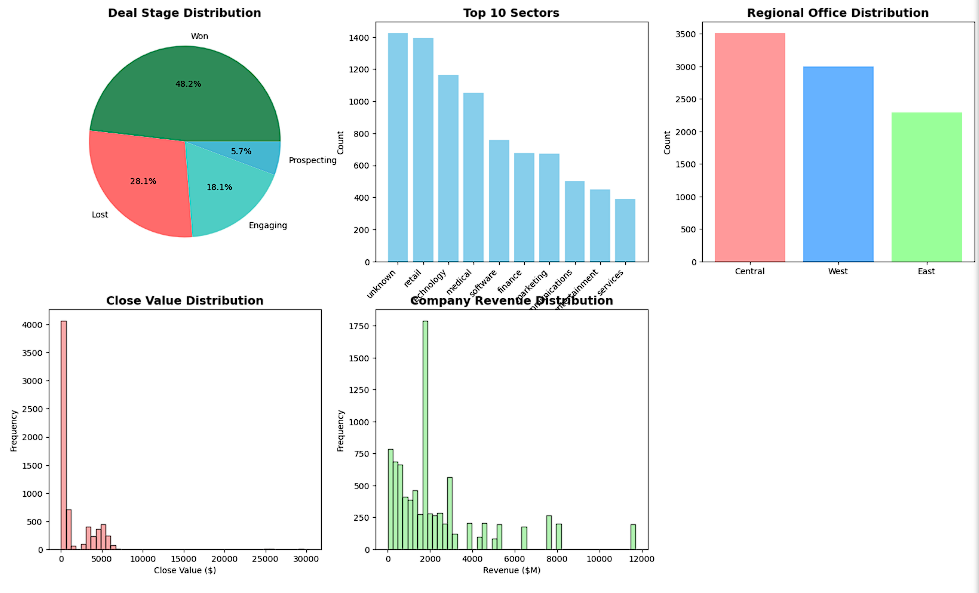 Deal Stage Distribution
Won
48.2%
5.7%
Prospecting
28.1%
18.1%
Lost
Engaging
Top 10 Sectors
1400
1200
1000
800
600
400
200
0
Count
unknown
retail
technology
medical
software
finance
marketing
services
Regional Office Distribution
3500
3000
2500
2000
1500
1000
500
0
Count
Central
West
East
Close Value Distribution
4000
3500
3000
2500
2000
1500
1000
500
0
Frequency
0
5000
10000
15000
20000
25000
30000
Close Value ($)
Company Revenue Distribution
1750
1500
1250
1000
750
500
250
0
Frequency
0
2000
4000
6000
8000
10000
12000
Revenue ($M)